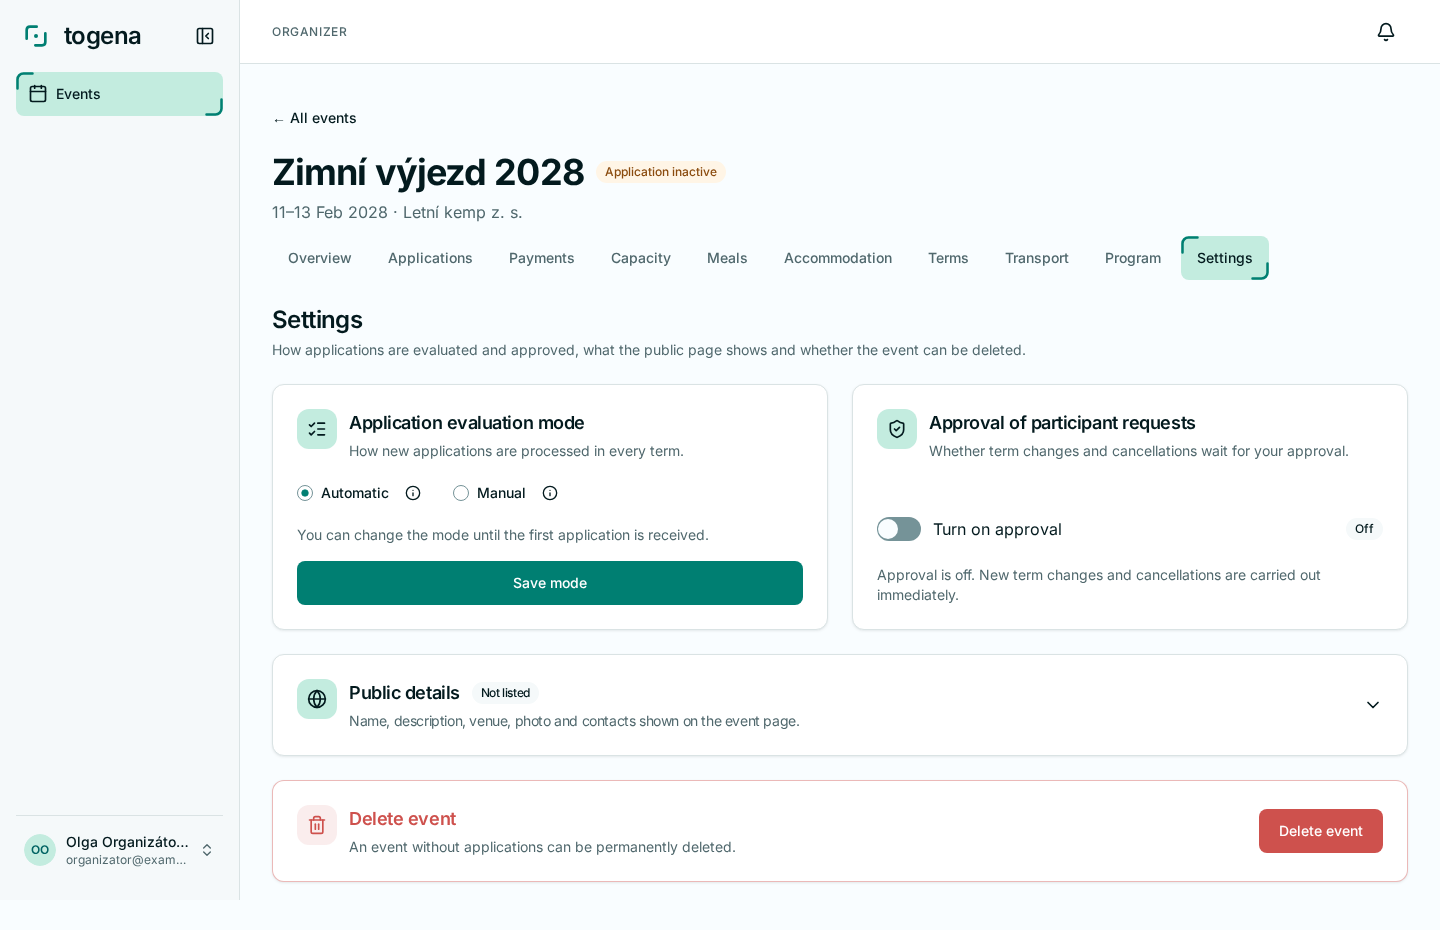 togena
Events
Olga Organizáto...
OO
organizator@exam...
ORGANIZER
← All events
Zimní výjezd 2028
Application inactive
11–13 Feb 2028 · Letní kemp z. s.
Overview
Applications
Payments
Capacity
Meals
Accommodation
Terms
Transport
Program
Settings
Settings
How applications are evaluated and approved, what the public page shows and whether the event can be deleted.
Application evaluation mode
How new applications are processed in every term.
Automatic
Manual
You can change the mode until the first application is received.
Save mode
Approval of participant requests
Whether term changes and cancellations wait for your approval.
Turn on approval
Off
Approval is off. New term changes and cancellations are carried out
immediately.
Public details
Not listed
Name, description, venue, photo and contacts shown on the event page.
Delete event
An event without applications can be permanently deleted.
Delete event